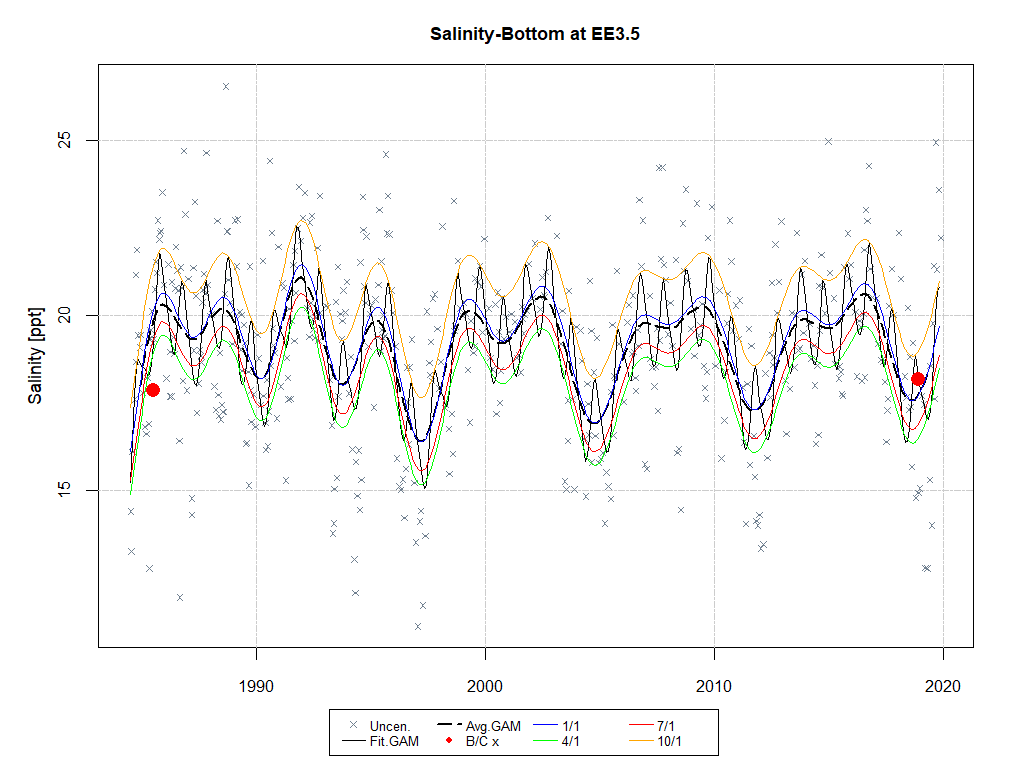 Salinity-Bottom at EE3.5
Salinity [ppt]
25
20
15
1990 2000 2010 2020
Uncen. Avg.GAM 1/1 7/1
Fit.GAM B/C x 4/1 10/1